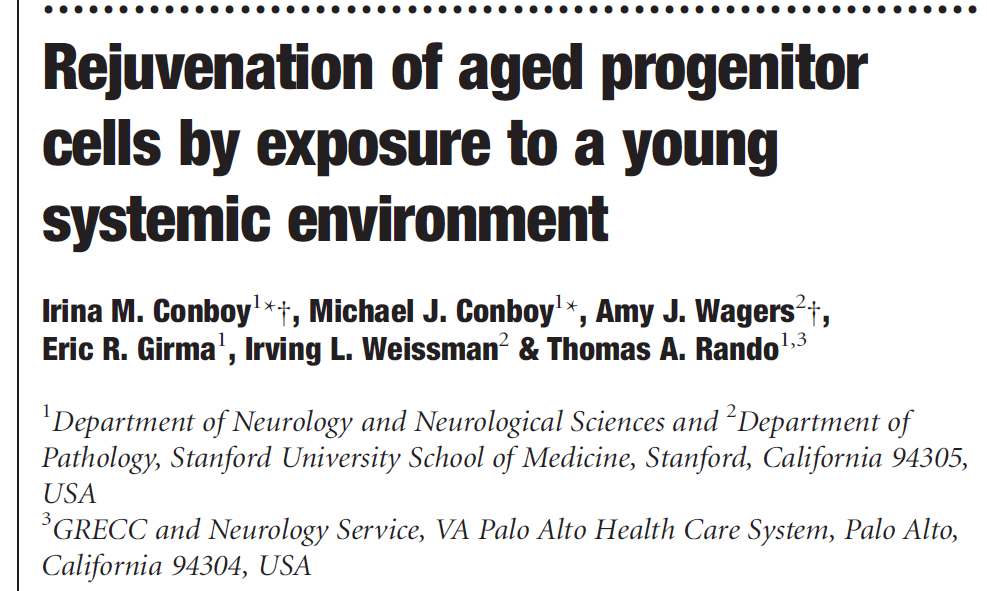 Rejuvenation of aged progenitor
cells by exposure to a young
systemic environment
Irina M. Conboy1*†, Michael J. Conboy1*, Amy J. Wagers2†,
Eric R. Girma1, Irving L. Weissman2 & Thomas A. Rando1,3
1Department of Neurology and Neurological Sciences and 2Department of
Pathology, Stanford University School of Medicine, Stanford, California 94305,
USA
3GRECC and Neurology Service, VA Palo Alto Health Care System, Palo Alto,
California 94304, USA